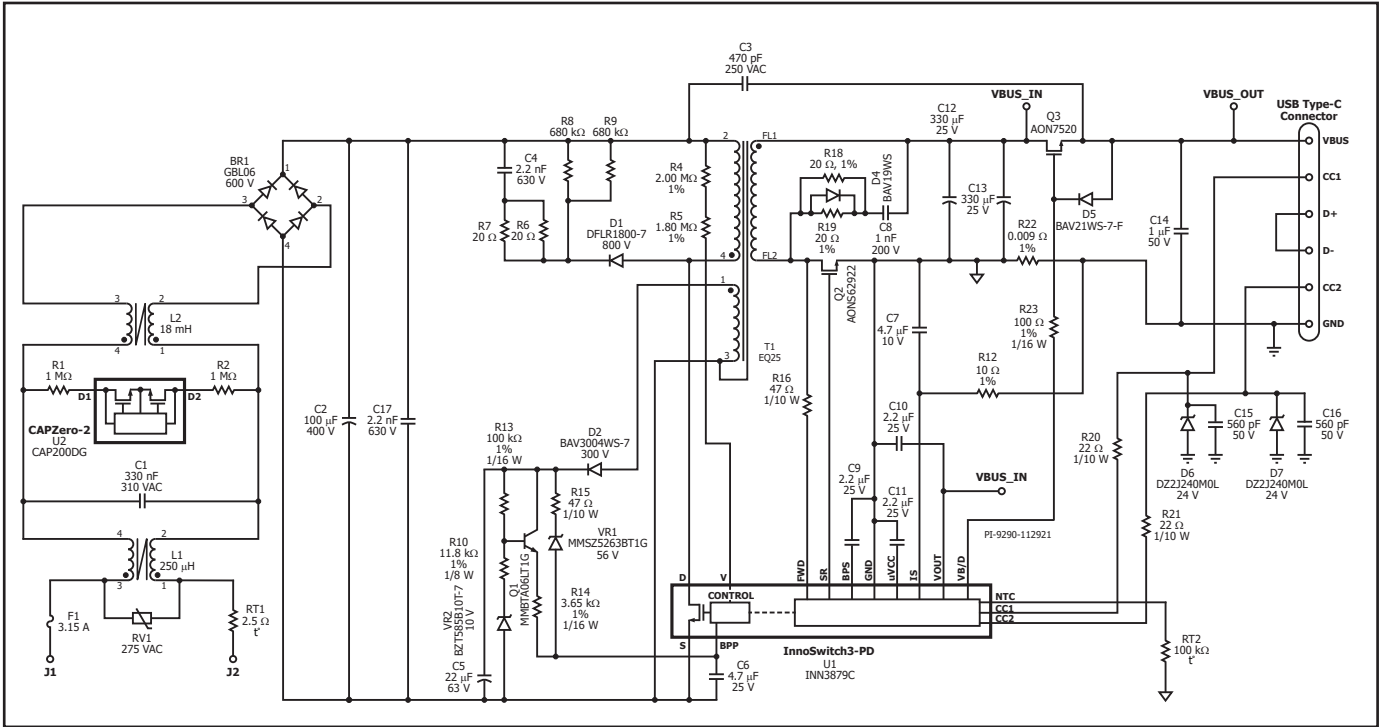 C3
470 pF
250 VAC
VBUS_IN
VBUS_OUT
USB Type-C
Connector
C12
330 µF
25 V
Q3
AON7520
R8
680 kΩ
R9
680 kΩ
2
FL1
VBUS
BR1
GBL06
600 V
1
3
2
4
C4
2.2 nF
630 V
R4
2.00 MΩ
1%
R18
20 Ω, 1%
D4
BAV19WS
CC1
C13
330 µF
25 V
D5
BAV21WS-7-F
R7
20 Ω
R6
20 Ω
D1
DFLR1800-7
800 V
R5
1.80 MΩ
1%
R19
20 Ω
1%
C8
1 nF
200 V
R22
0.009 Ω
1%
C14
1 µF
50 V
D+
D-
4
FL2
Q2
AONS62922
1
CC2
3
2
L2
18 mH
4
1
C7
4.7 µF
10 V
R23
100 Ω
1%
1/16 W
GND
T1
EQ25
3
R1
1 MΩ
R2
1 MΩ
D1
D2
CAPZero-2
U2
CAP200DG
C2
100 µF
400 V
C17
2.2 nF
630 V
R16
47 Ω
1/10 W
R12
10 Ω
1%
C10
2.2 µF
25 V
C15
560 pF
50 V
C16
560 pF
50 V
R13
100 kΩ
1%
1/16 W
D2
BAV3004WS-7
300 V
R20
22 Ω
1/10 W
D6
DZ2J240M0L
24 V
D7
DZ2J240M0L
24 V
C1
330 nF
310 VAC
C9
2.2 µF
25 V
C11
2.2 µF
25 V
VBUS_IN
R15
47 Ω
1/10 W
VR1
MMSZ5263BT1G
56 V
R21
22 Ω
1/10 W
PI-9290-112921
4
2
L1
250 µH
3
1
R10
11.8 kΩ
1%
1/8 W
Q1
MMBTA06LT1G
R14
3.65 kΩ
1%
1/16 W
VR2
BZT585B10T-7
10 V
D
V
FWD
SR
BPS
GND
uVCC
IS
VOUT
VB/D
CONTROL
NTC
CC1
CC2
F1
3.15 A
RV1
275 VAC
RT1
2.5 Ω
t°
S
BPP
InnoSwitch3-PD
U1
INN3879C
RT2
100 kΩ
t°
C5
22 µF
63 V
C6
4.7 µF
25 V
J1
J2